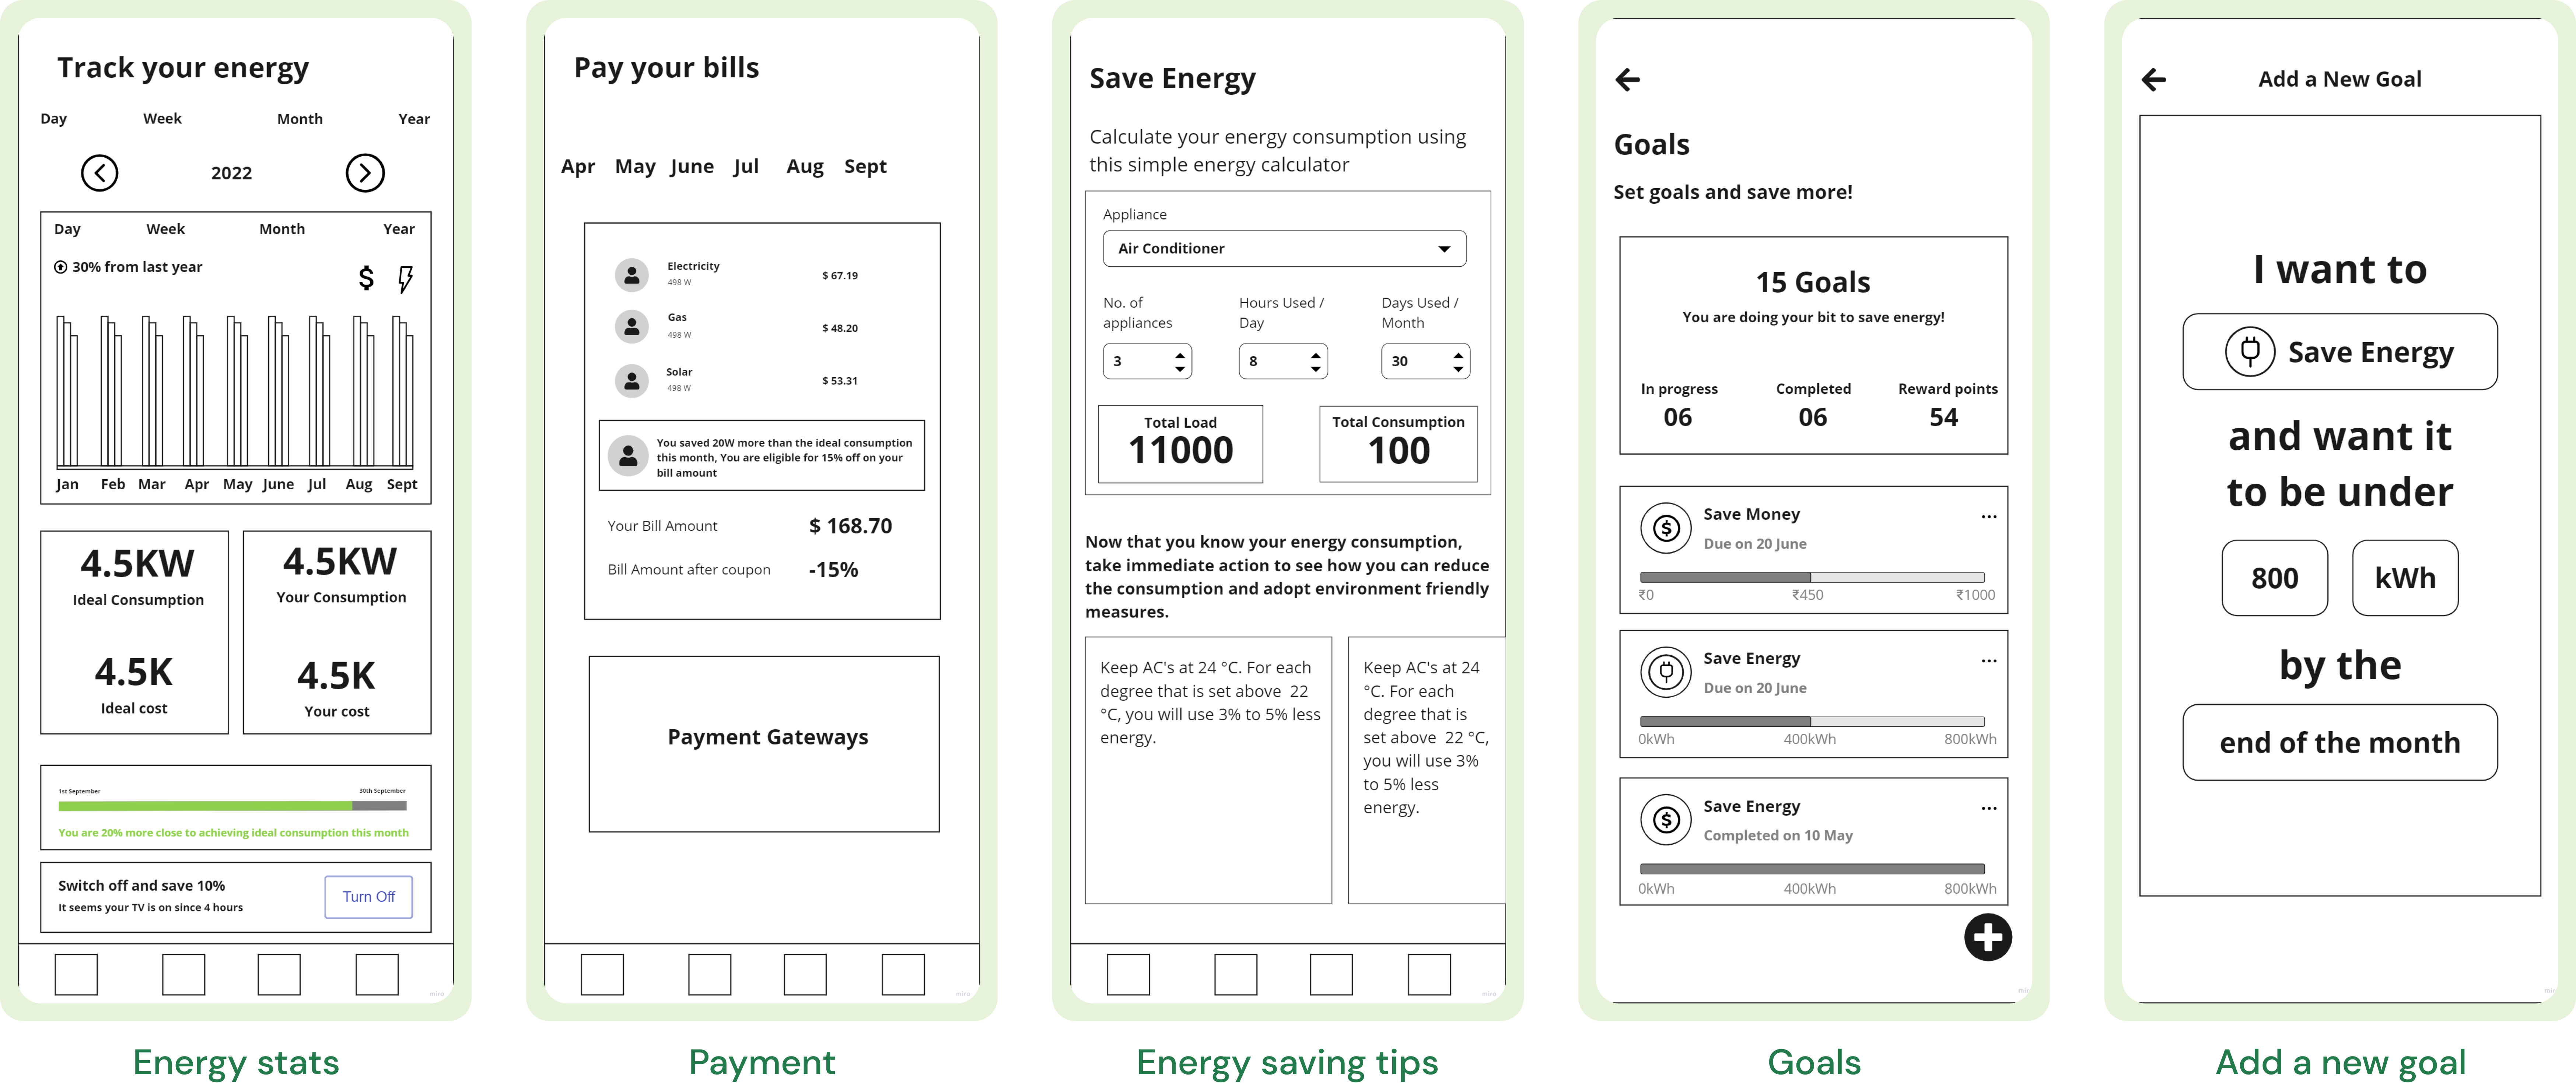 Track your energy
Day Week Month Year
2022
Day Week Month Year
30% from last year
$
Jan Feb Mar Apr May June Jul Aug Sept
4.5KW
Ideal Consumption
4.5K
Ideal cost
4.5KW
Your Consumption
4.5K
Your cost
1st September 30th September
You are 20% more close to achieving ideal consumption this month
Switch off and save 10%
It seems your TV is on since 4 hours
Turn Off
miro
Energy stats
Pay your bills
Apr May June Jul Aug Sept
Electricity
498 W
$ 67.19
Gas
498 W
$ 48.20
Solar
498 W
$ 53.31
You saved 20W more than the ideal consumption
this month, You are eligible for 15% off on your
bill amount
Your Bill Amount $ 168.70
Bill Amount after coupon -15%
Payment Gateways
miro
Payment
Save Energy
Calculate your energy consumption using
this simple energy calculator
Appliance
Air Conditioner
No. of
appliances
3
Hours Used /
Day
8
Days Used /
Month
30
Total Load
11000
Total Consumption
100
Now that you know your energy consumption,
take immediate action to see how you can reduce
the consumption and adopt environment friendly
measures.
Keep AC's at 24 °C. For each
degree that is set above 22
°C, you will use 3% to 5% less
energy.
Keep AC's at 24
°C. For each
degree that is
set above 22 °C,
you will use 3%
to 5% less
energy.
miro
Energy saving tips
Goals
Set goals and save more!
15 Goals
You are doing your bit to save energy!
In progress
06
Completed
06
Reward points
54
$
Save Money
...
Due on 20 June
₹0 ₹450 ₹1000
Save Energy
...
Due on 20 June
0kWh 400kWh 800kWh
$
Save Energy
...
Completed on 10 May
0kWh 400kWh 800kWh
Goals
Add a New Goal
I want to
Save Energy
and want it
to be under
800 kWh
by the
end of the month
Add a new goal